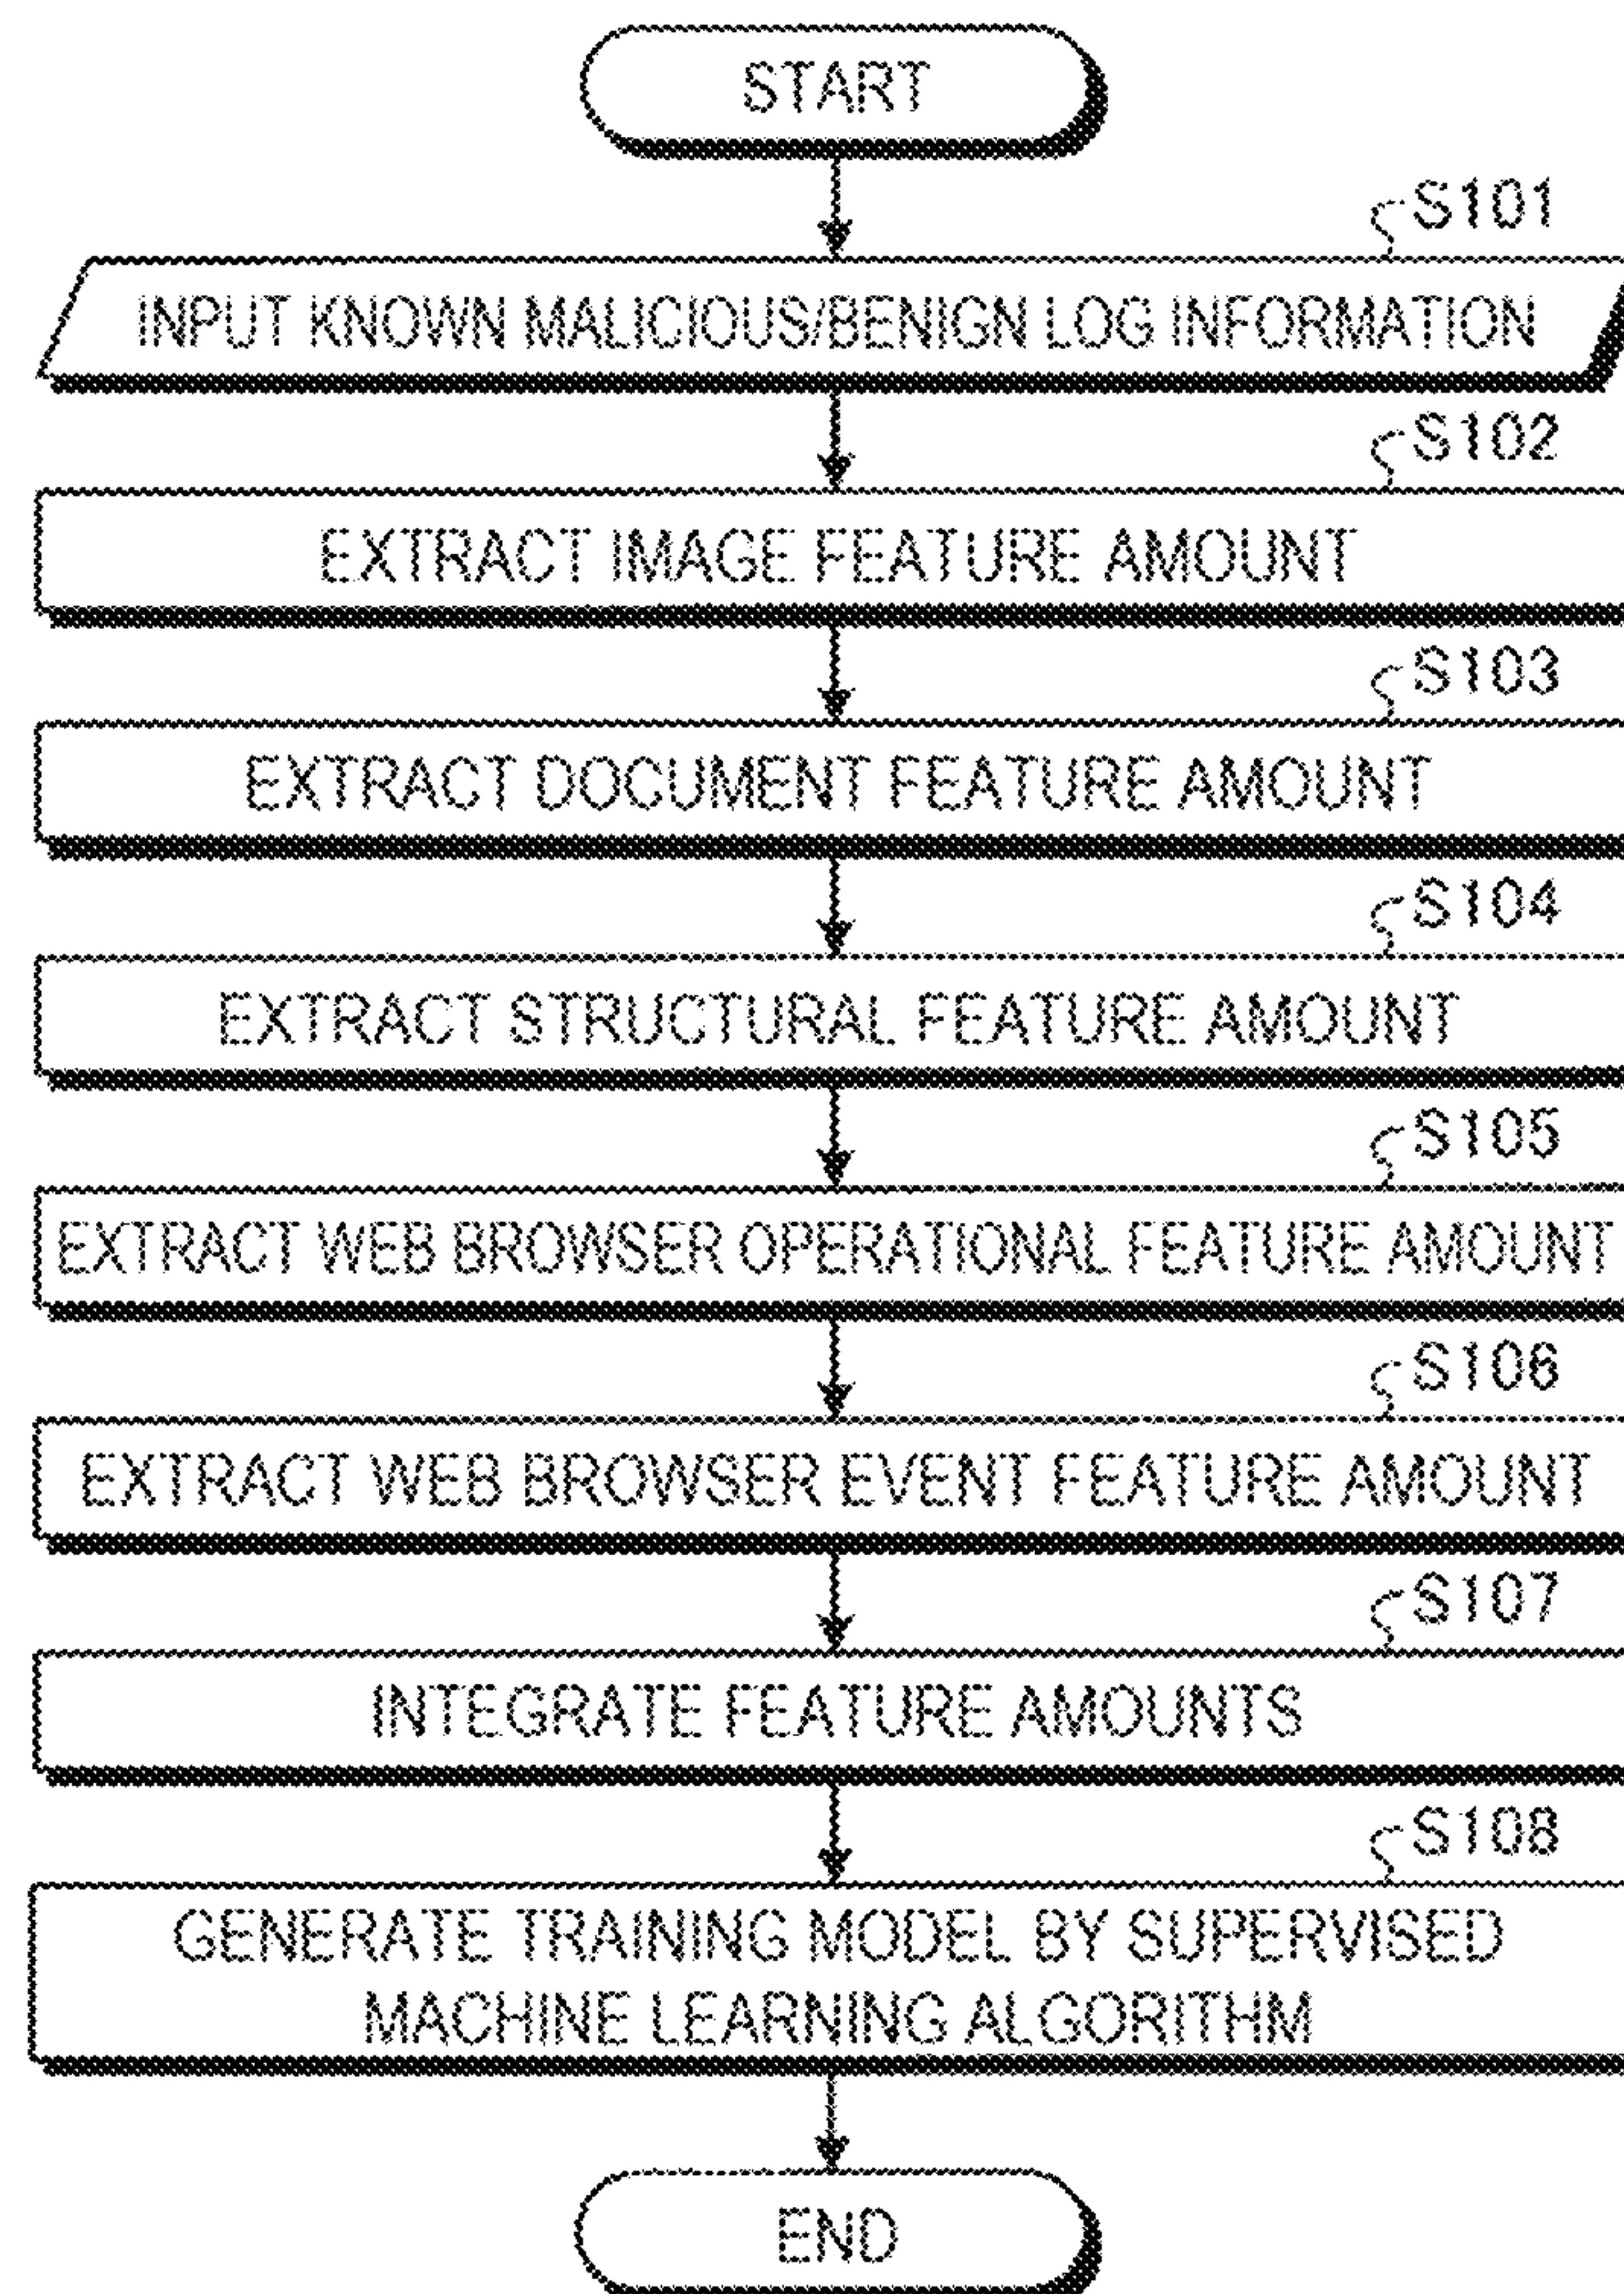 START
S101
INPUT KNOWN MALICIOUS/BENIGN LOG INFORMATION
S102
EXTRACT IMAGE FEATURE AMOUNT
S103
EXTRACT DOCUMENT FEATURE AMOUNT
S104
EXTRACT STRUCTURAL FEATURE AMOUNT
S105
EXTRACT WEB BROWSER OPERATIONAL FEATURE AMOUNT
S106
EXTRACT WEB BROWSER EVENT FEATURE AMOUNT
S107
INTEGRATE FEATURE AMOUNTS
S108
GENERATE TRAINING MODEL BY SUPERVISED
MACHINE LEARNING ALGORITHM
END